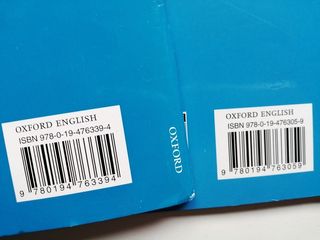 OXFORD ENGLISH
ISBN 978-0-19-476339-4
9 780194 763394
OXFORD
OXFORD ENGLISH
ISBN 978-0-19-476305-9
9 780194 763059